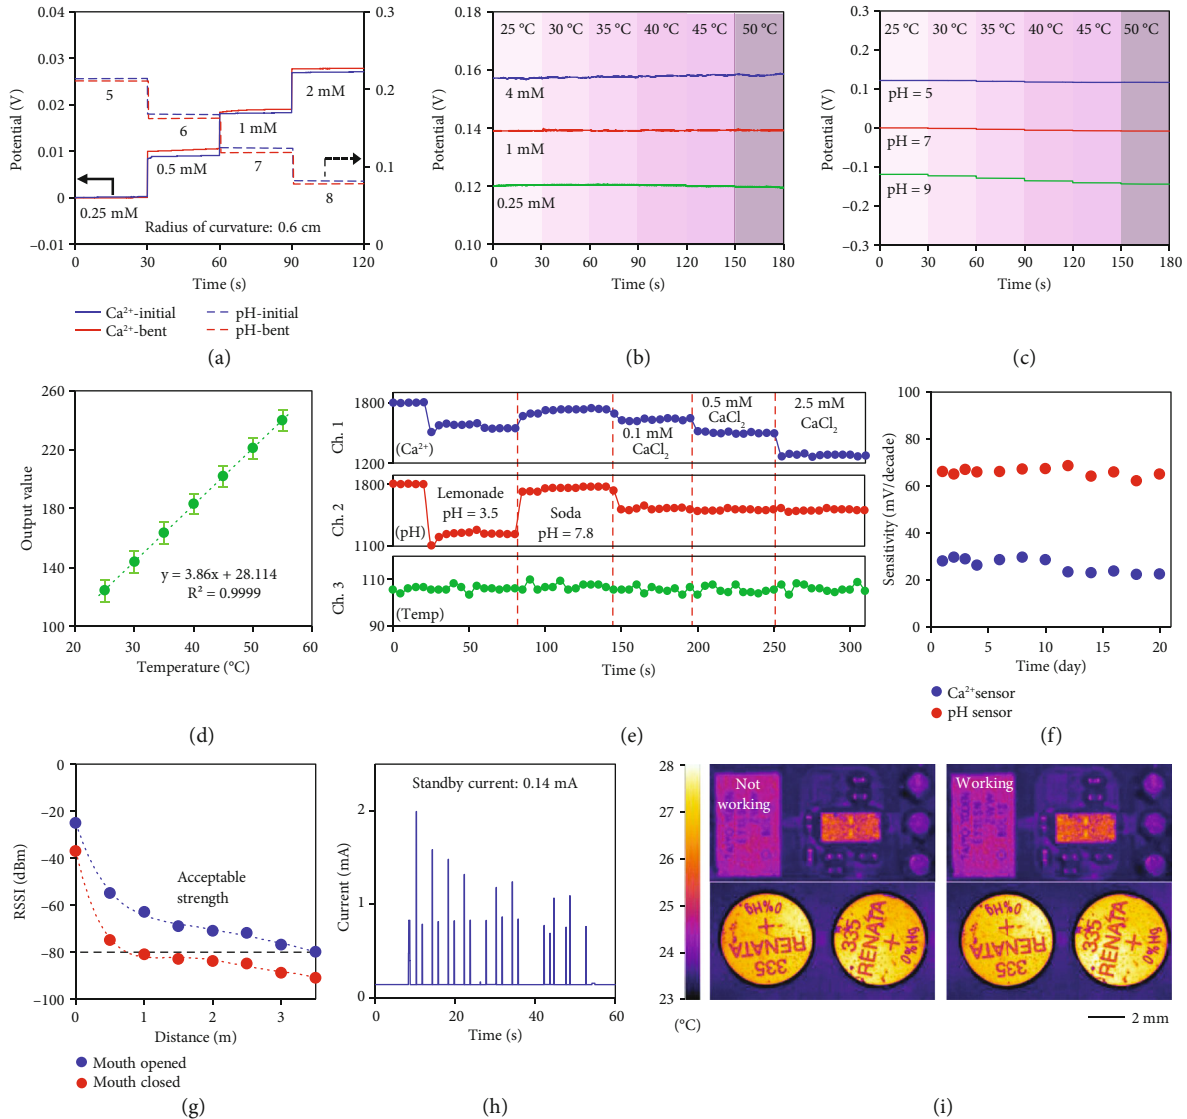 0.04
0.03
0.02
0.01
0
−0.01
Potential (V)
0.3
0.2
0.1
0
5
6
7
8
0.25 mM
0.5 mM
1 mM
2 mM
Radius of curvature: 0.6 cm
0 30 60 90 120
Time (s)
Ca²⁺-initial
Ca²⁺-bent
pH-initial
pH-bent
(a)
0.18
0.16
0.14
0.12
0.10
Potential (V)
25 °C 30 °C 35 °C 40 °C 45 °C 50 °C
4 mM
1 mM
0.25 mM
0 30 60 90 120 150 180
Time (s)
(b)
0.3
0.2
0.1
0
−0.1
−0.2
−0.3
Potential (V)
25 °C 30 °C 35 °C 40 °C 45 °C 50 °C
pH = 5
pH = 7
pH = 9
0 30 60 90 120 150 180
Time (s)
(c)
260
220
180
140
100
Output value
y = 3.86x + 28.114
R² = 0.9999
20 30 40 50 60
Temperature (°C)
(d)
Ch. 1
1800
1200
(Ca²⁺)
0.1 mM
CaCl₂
0.5 mM
CaCl₂
2.5 mM
CaCl₂
Ch. 2
1800
1100
(pH)
Lemonade
pH = 3.5
Soda
pH = 7.8
Ch. 3
110
90
(Temp)
0 50 100 150 200 250 300
Time (s)
(e)
100
80
60
40
20
0
Sensitivity (mV/decade)
0 5 10 15 20
Time (day)
Ca²⁺sensor
pH sensor
(f)
0
−20
−40
−60
−80
−100
RSSI (dBm)
Acceptable
strength
0 1 2 3
Distance (m)
Mouth opened
Mouth closed
(g)
Standby current: 0.14 mA
2
1
0
Current (mA)
0 20 40 60
Time (s)
(h)
28
27
26
25
24
23
(°C)
Not
working
Working
335
RENATA
+
0%Hg
335
RENATA
+
0%Hg
335
RENATA
+
0%Hg
335
RENATA
+
0%Hg
2 mm
(i)